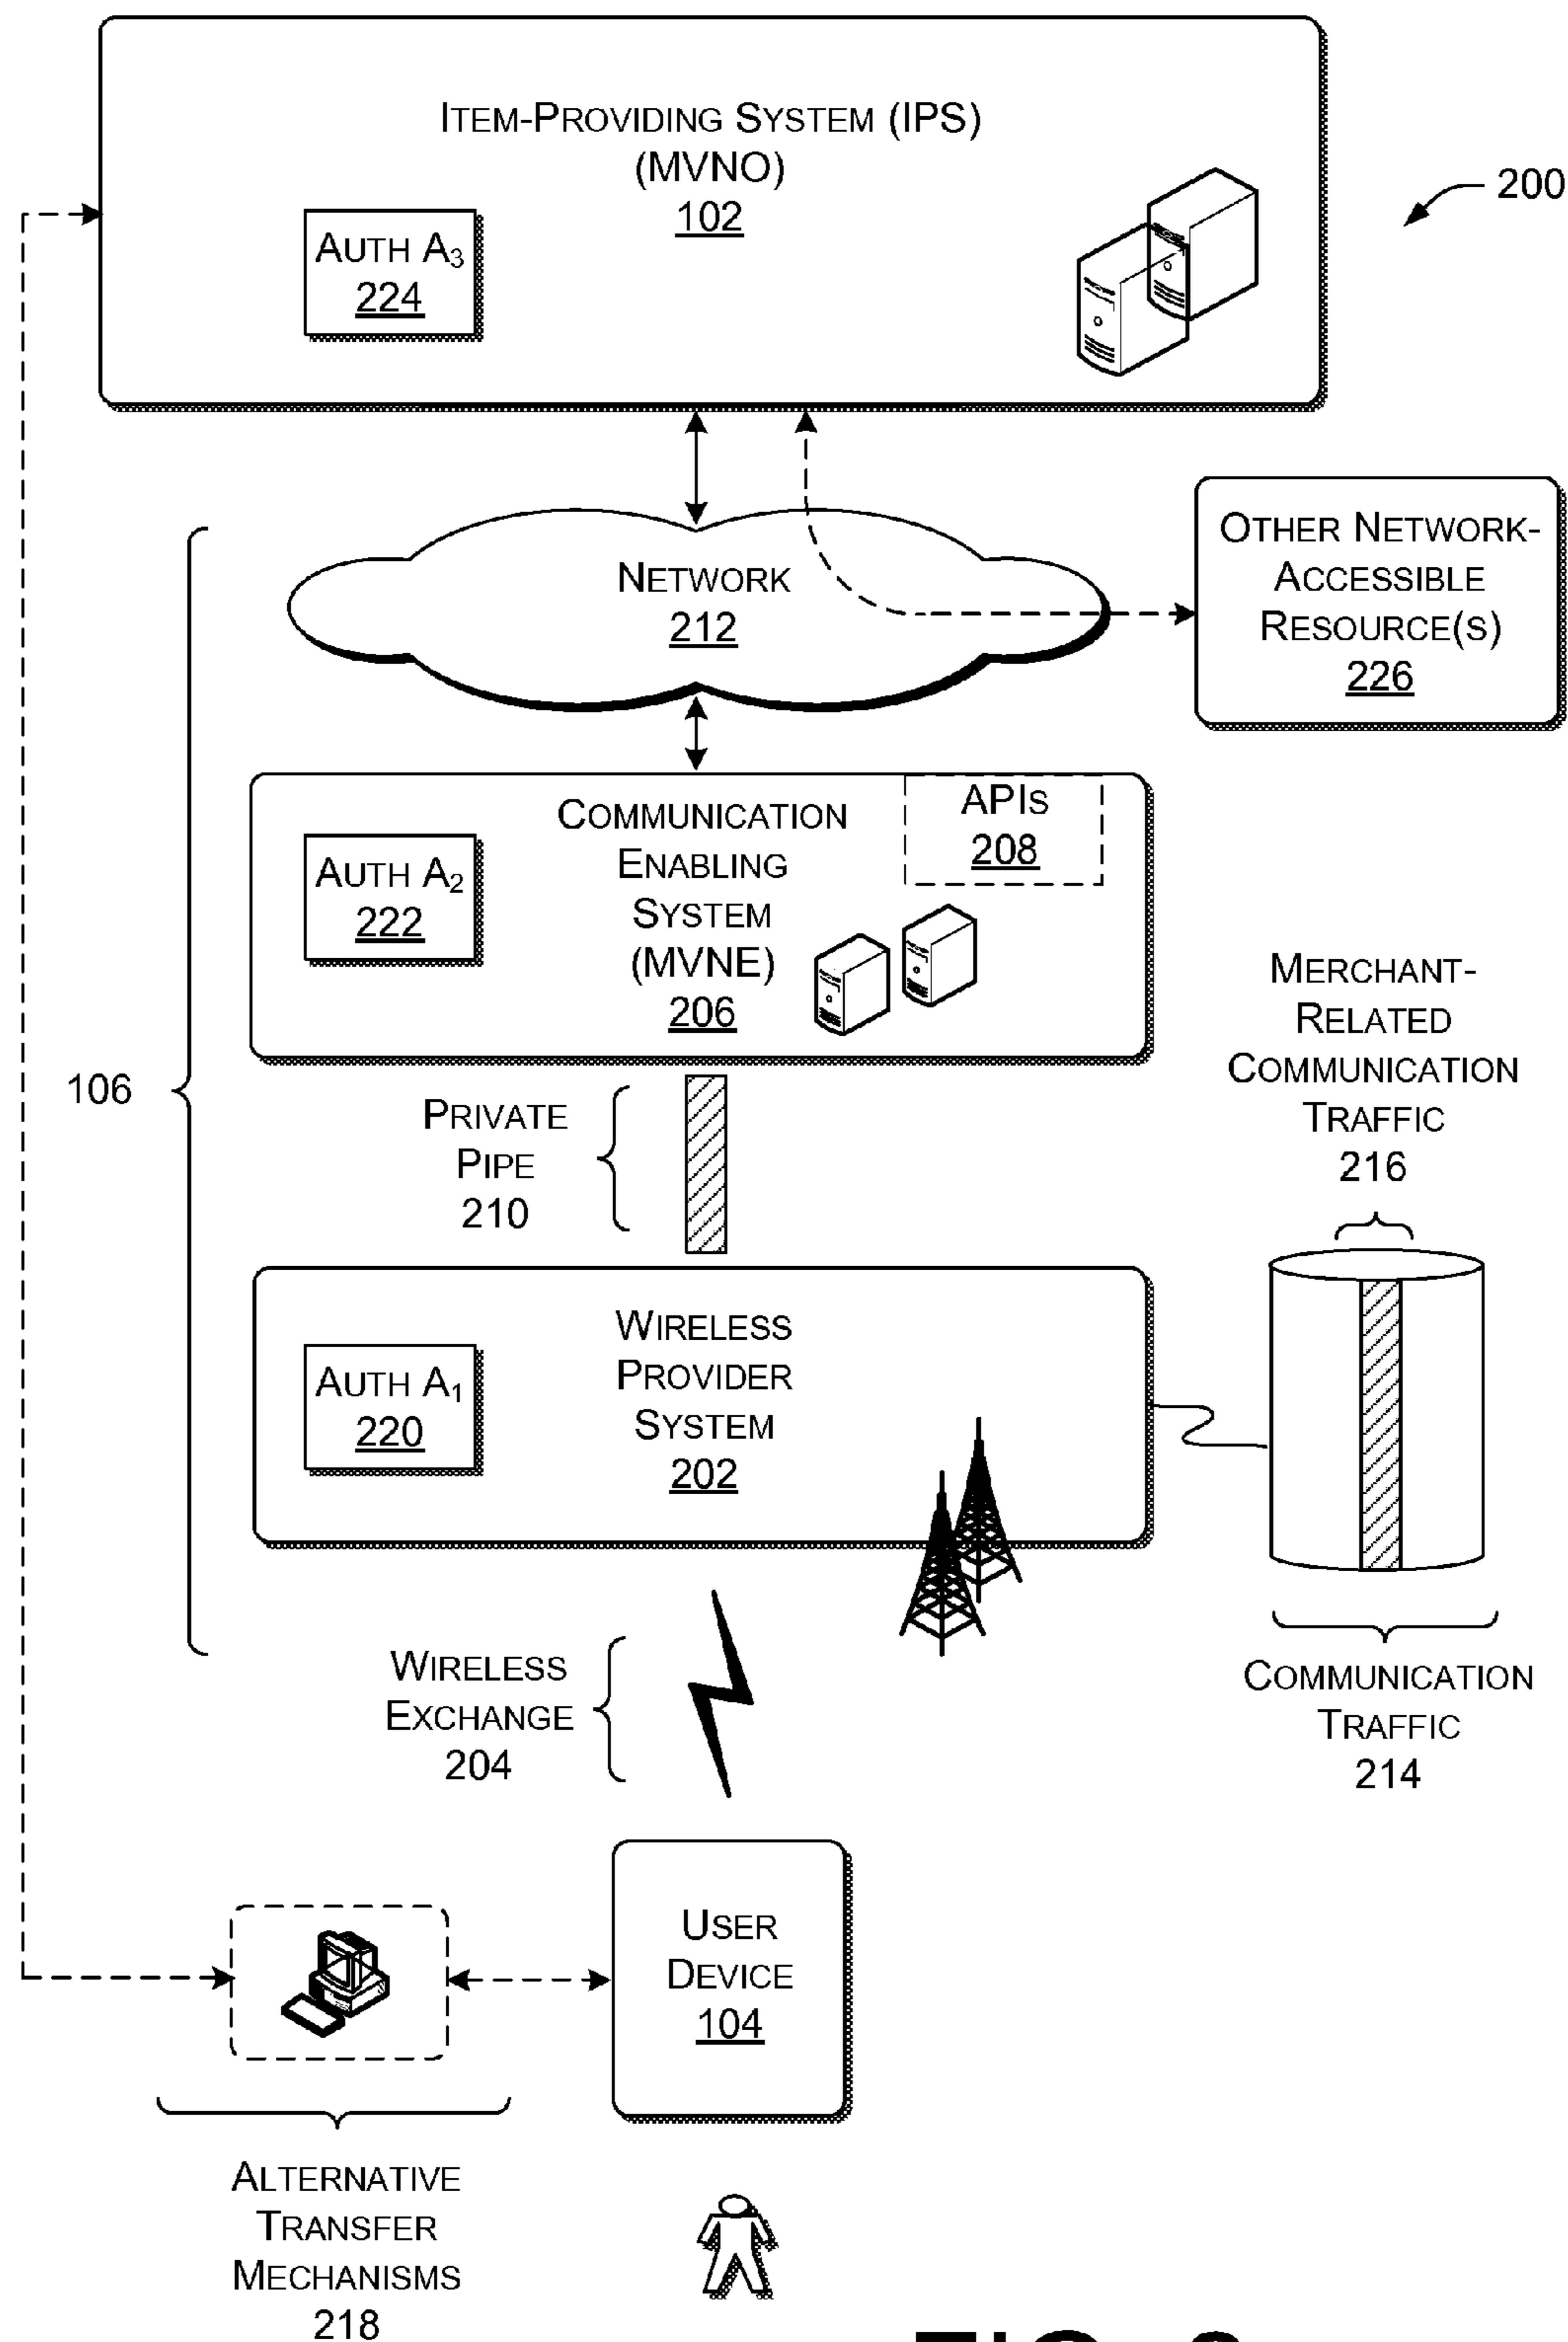 ITEM-PROVIDING SYSTEM (IPS)
(MVNO)
102
200
AUTH A3
224
NETWORK
212
OTHER NETWORK-
ACCESSIBLE
RESOURCE(S)
226
COMMUNICATION
ENABLING
SYSTEM
(MVNE)
206
APIS
208
AUTH A2
222
106
PRIVATE
PIPE
210
MERCHANT-
RELATED
COMMUNICATION
TRAFFIC
216
WIRELESS
PROVIDER
SYSTEM
202
AUTH A1
220
WIRELESS
EXCHANGE
204
COMMUNICATION
TRAFFIC
214
USER
DEVICE
104
ALTERNATIVE
TRANSFER
MECHANISMS
218